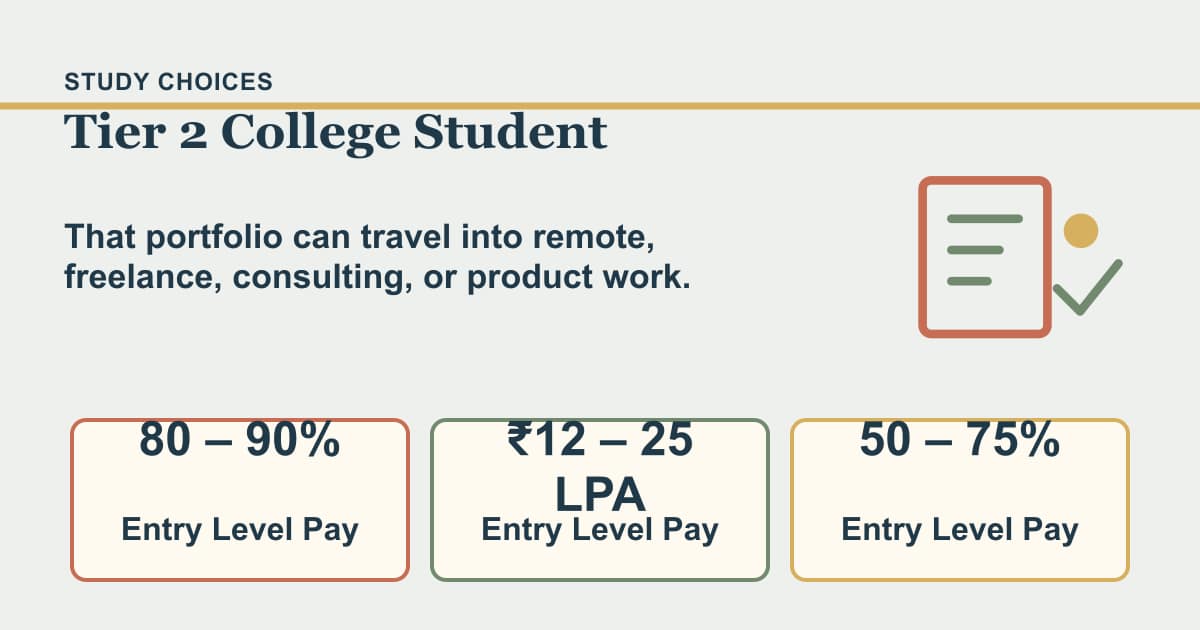 STUDY CHOICES
Tier 2 College Student
That portfolio can travel into remote,
freelance, consulting, or product work.
80 – 90%
Entry Level Pay
₹12 – 25
LPA
Entry Level Pay
50 – 75%
Entry Level Pay